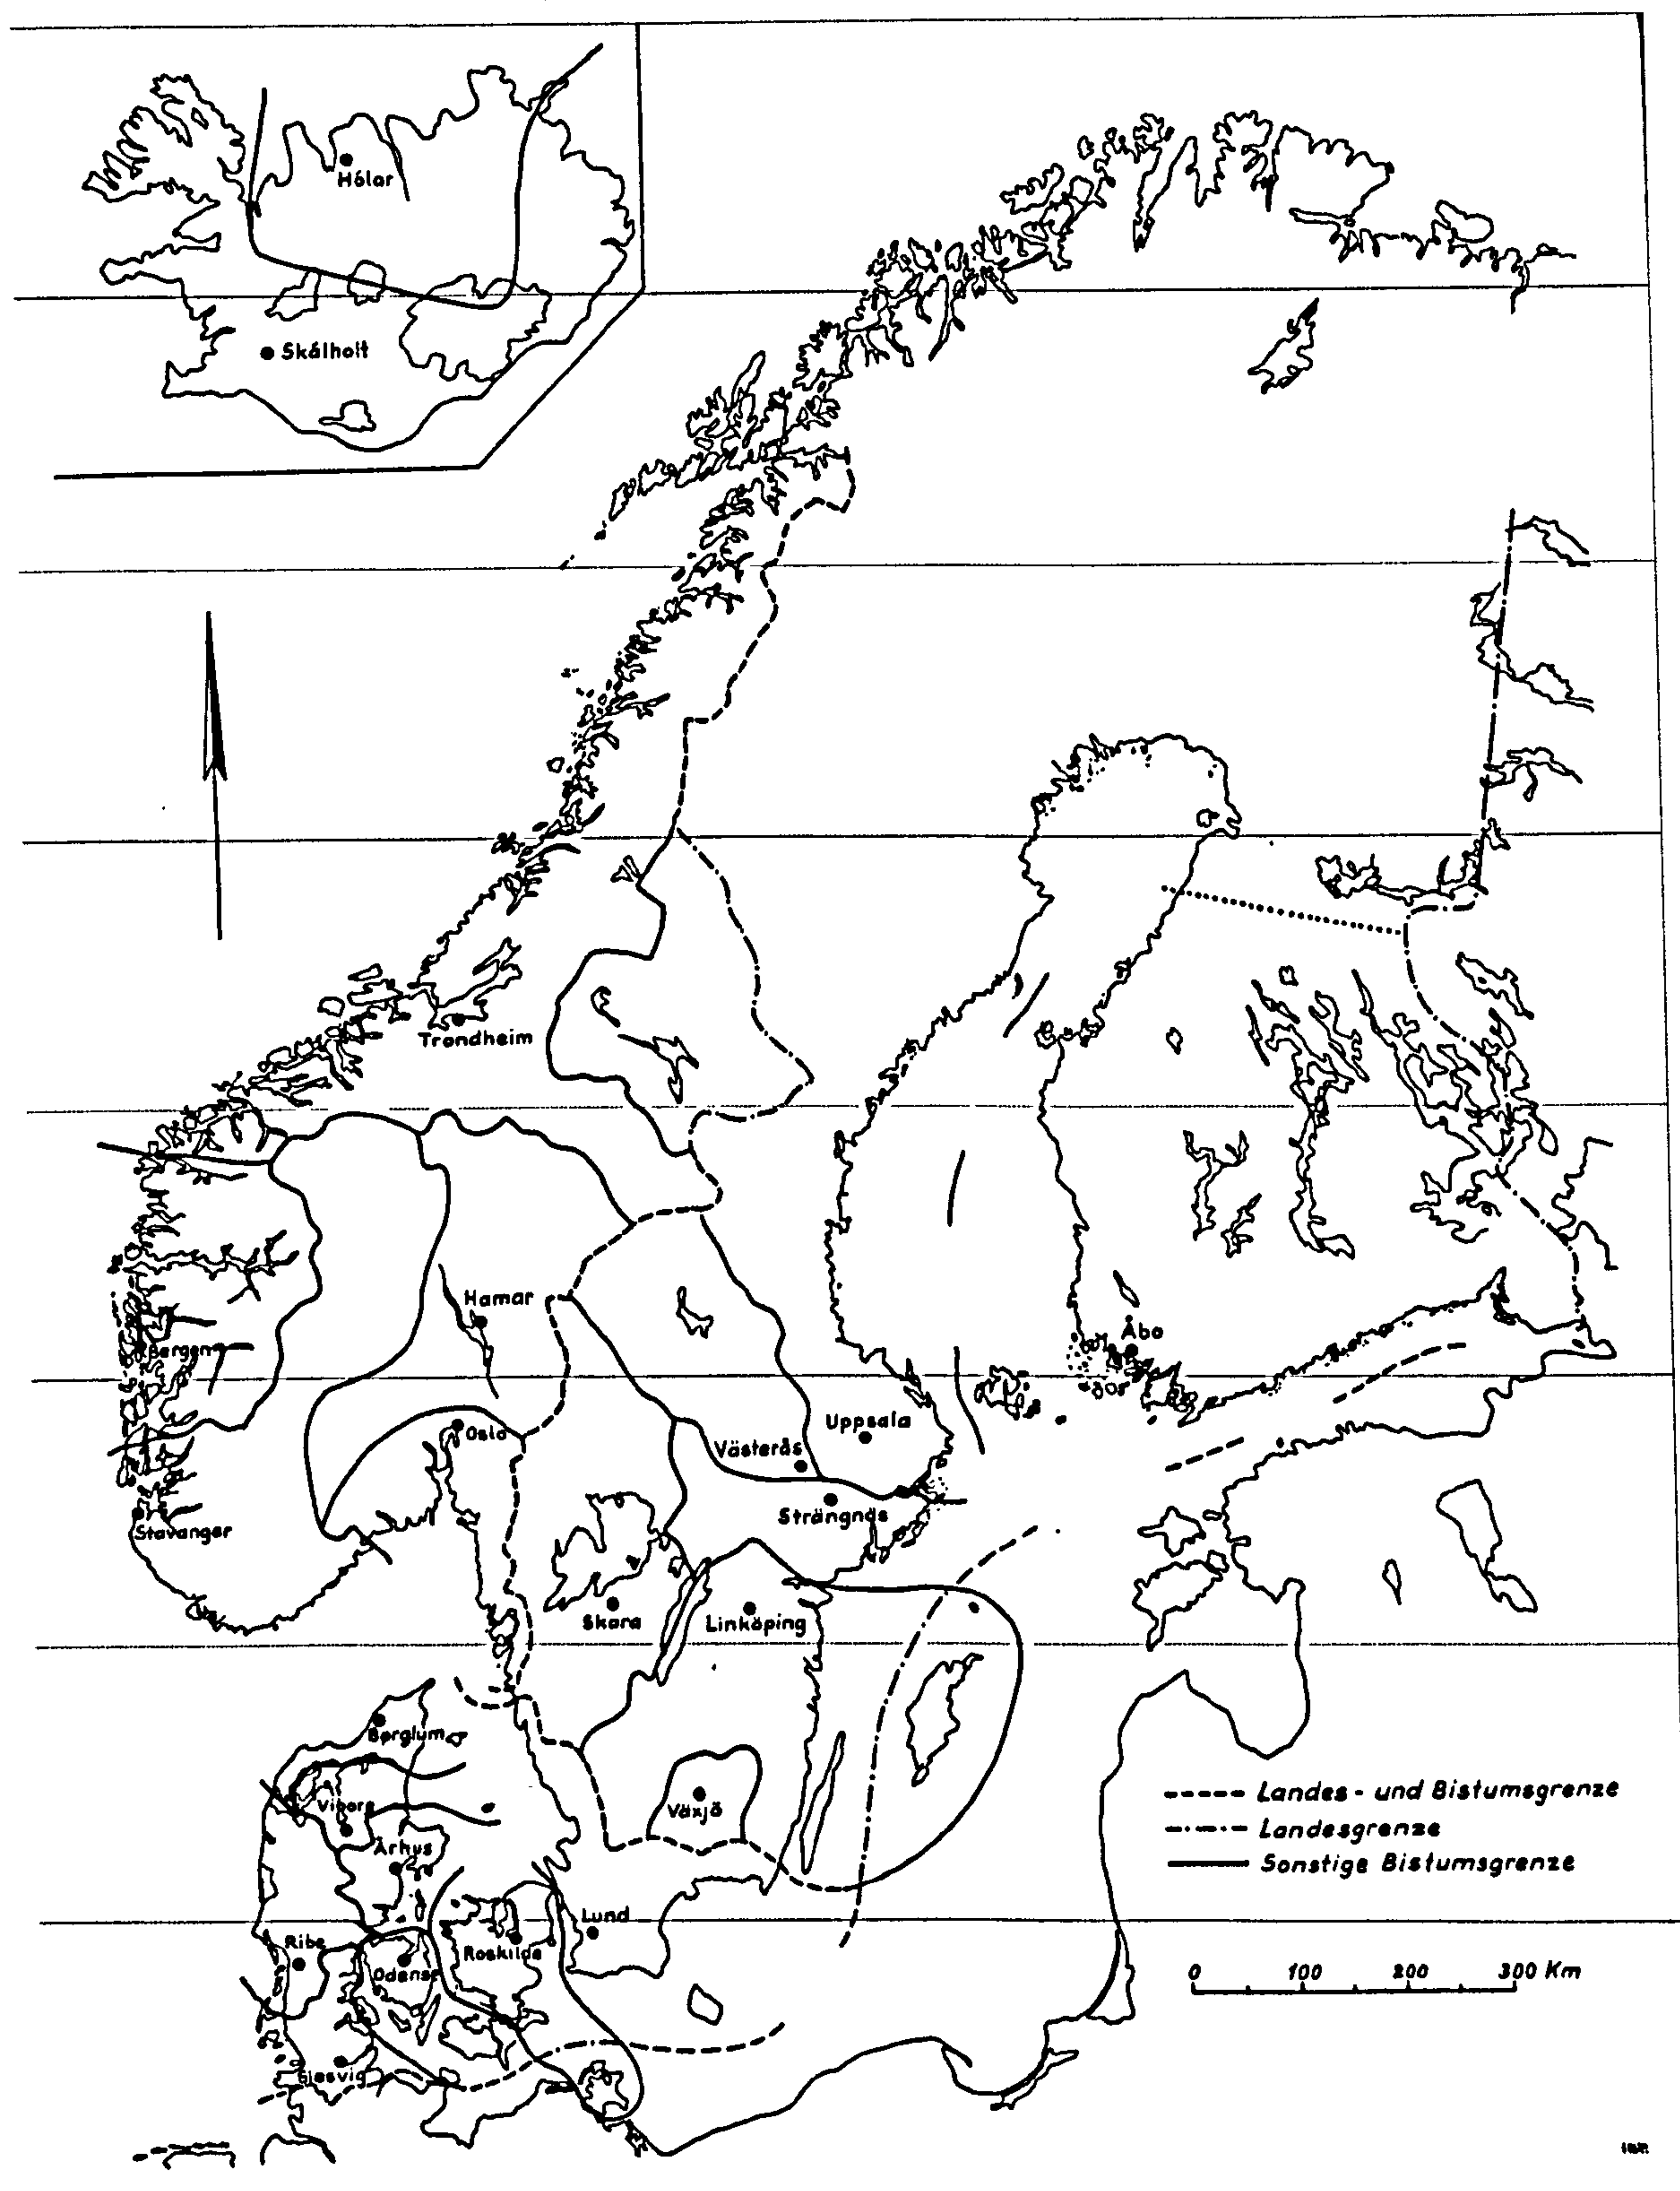 Hólar
Skálholt
Trondheim
Hamar
Bergen
Åbo
Uppsala
Oslo
Västerås
Strängnäs
Stavanger
Skara
Linköping
Børglum
Landes- und Bistumsgrenze
Viborg
Växjö
Landesgrenze
Århus
Sonstige Bistumsgrenze
Lund
Ribe
Roskilde
Odense
0 100 200 300 Km